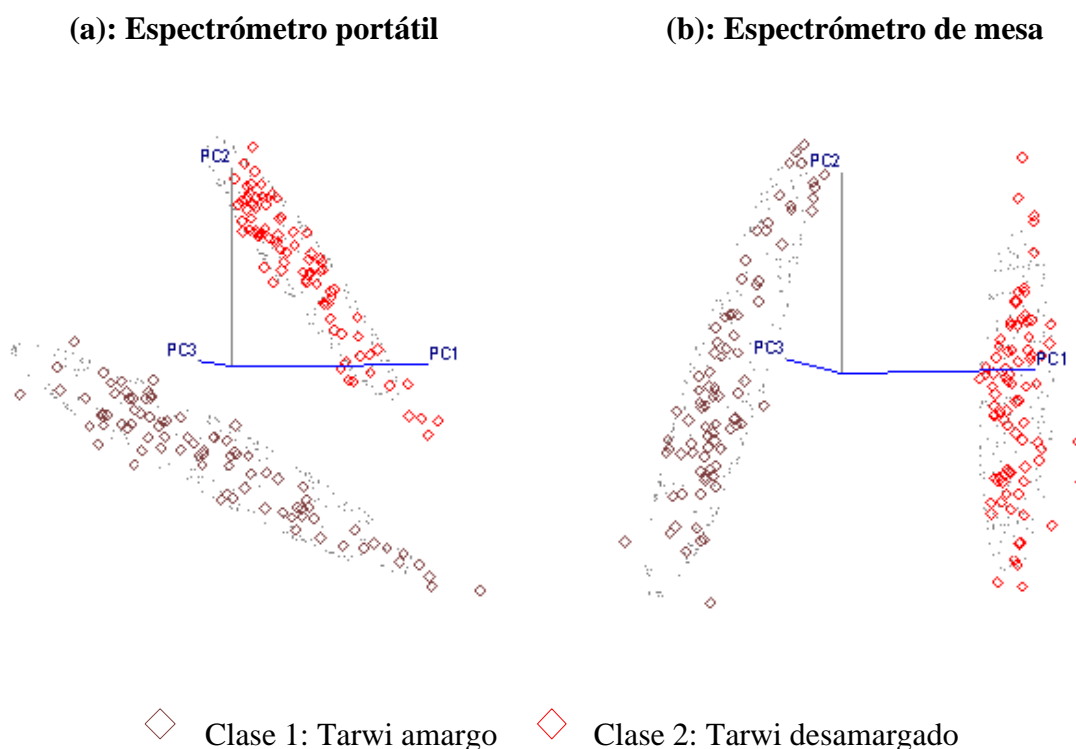 (a): Espectrómetro portátil
(b): Espectrómetro de mesa
PC2
PC3
PC1
PC2
PC3
PC1
Clase 1: Tarwi amargo
Clase 2: Tarwi desamargado